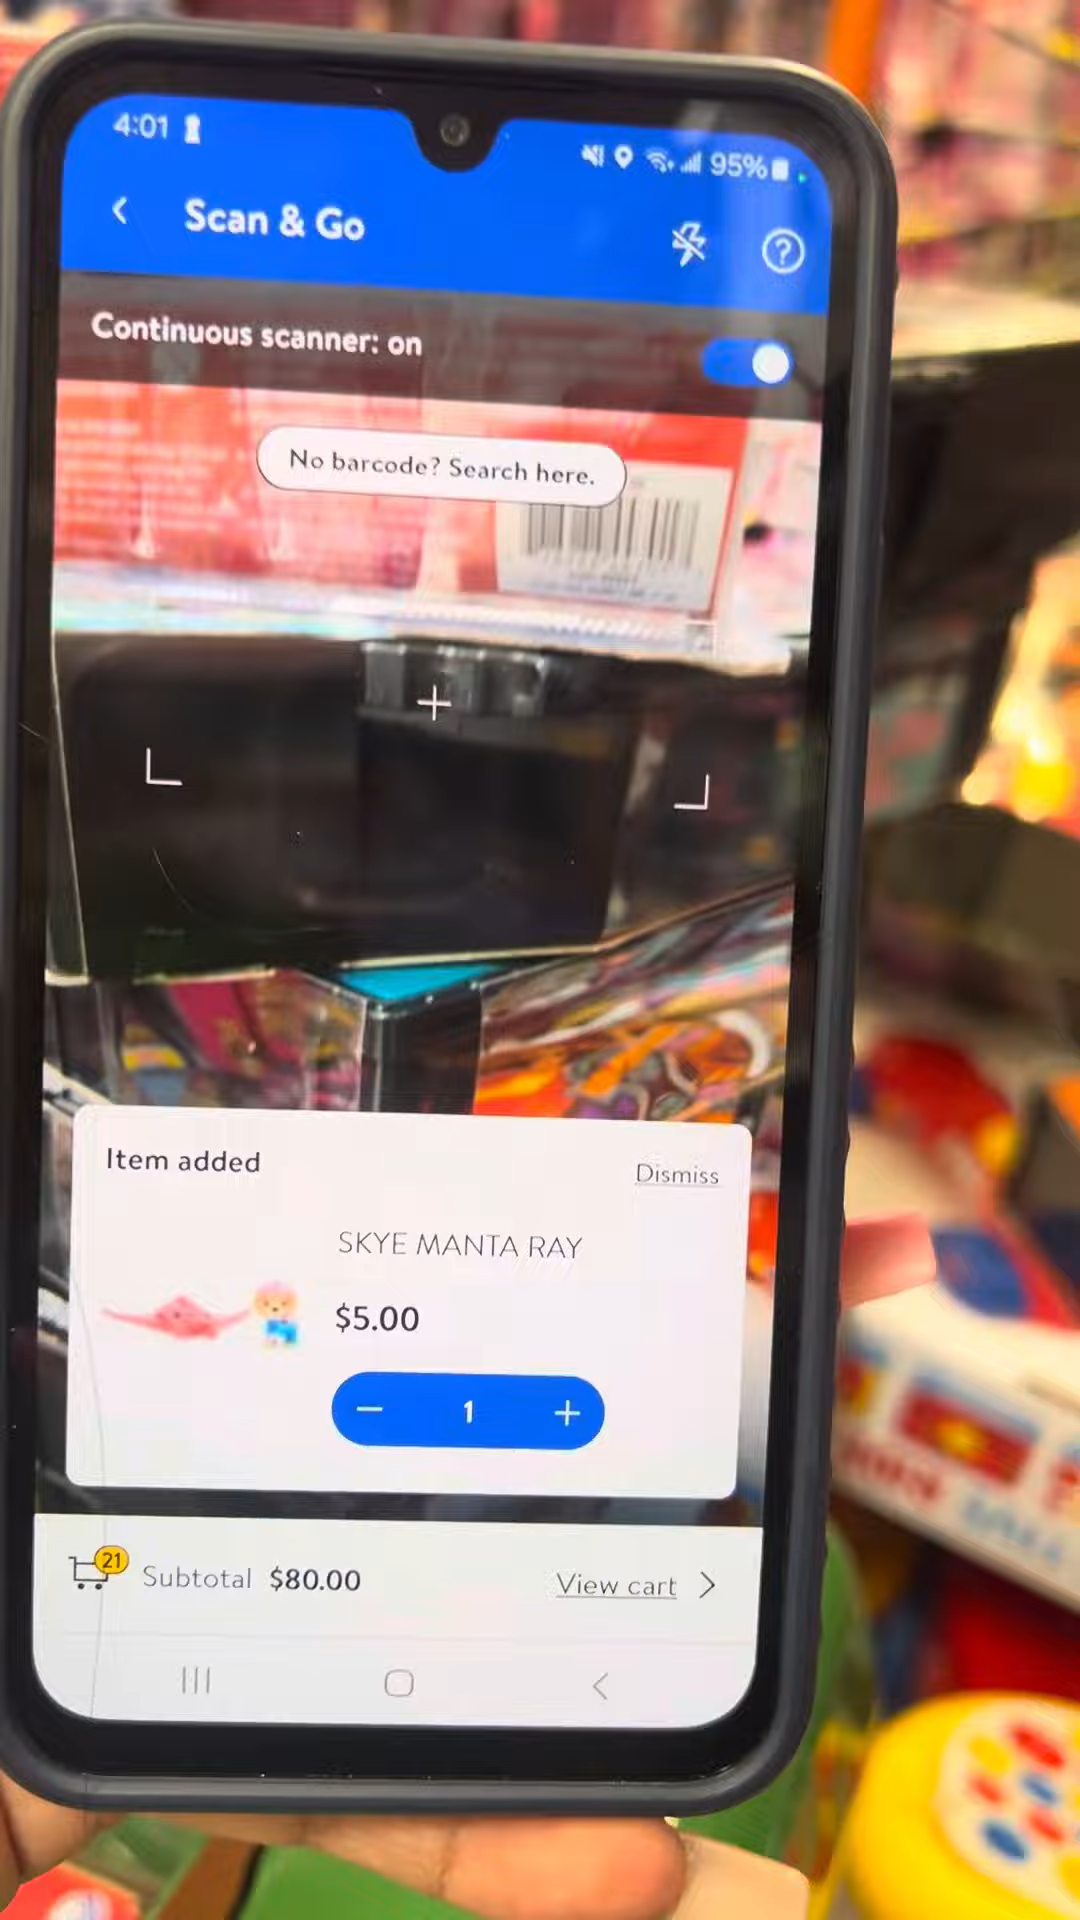 4:01
95%
Scan & Go
?
Continuous scanner: on
No barcode? Search here.
Item added
Dismiss
SKYE MANTA RAY
$5.00
1
21
Subtotal $80.00
View cart